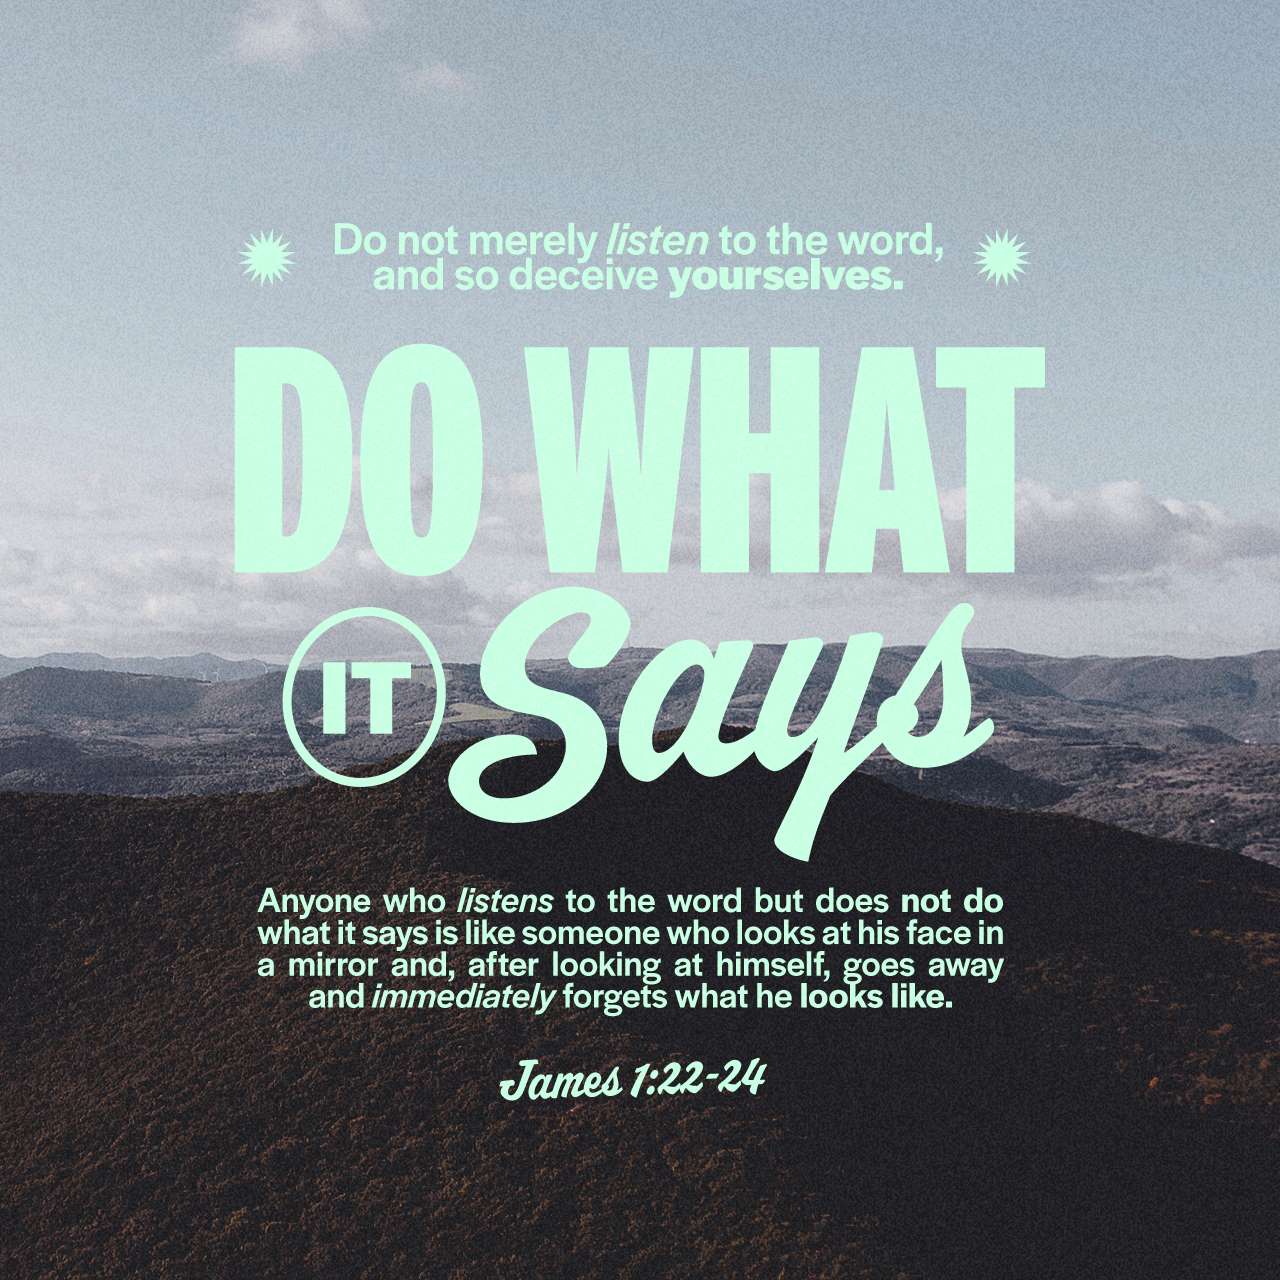 Do not merely listen to the word,
and so deceive yourselves.
DO WHAT
IT Says
Anyone who listens to the word but does not do
what it says is like someone who looks at his face in
a mirror and, after looking at himself, goes away
and immediately forgets what he looks like.
James 1:22-24